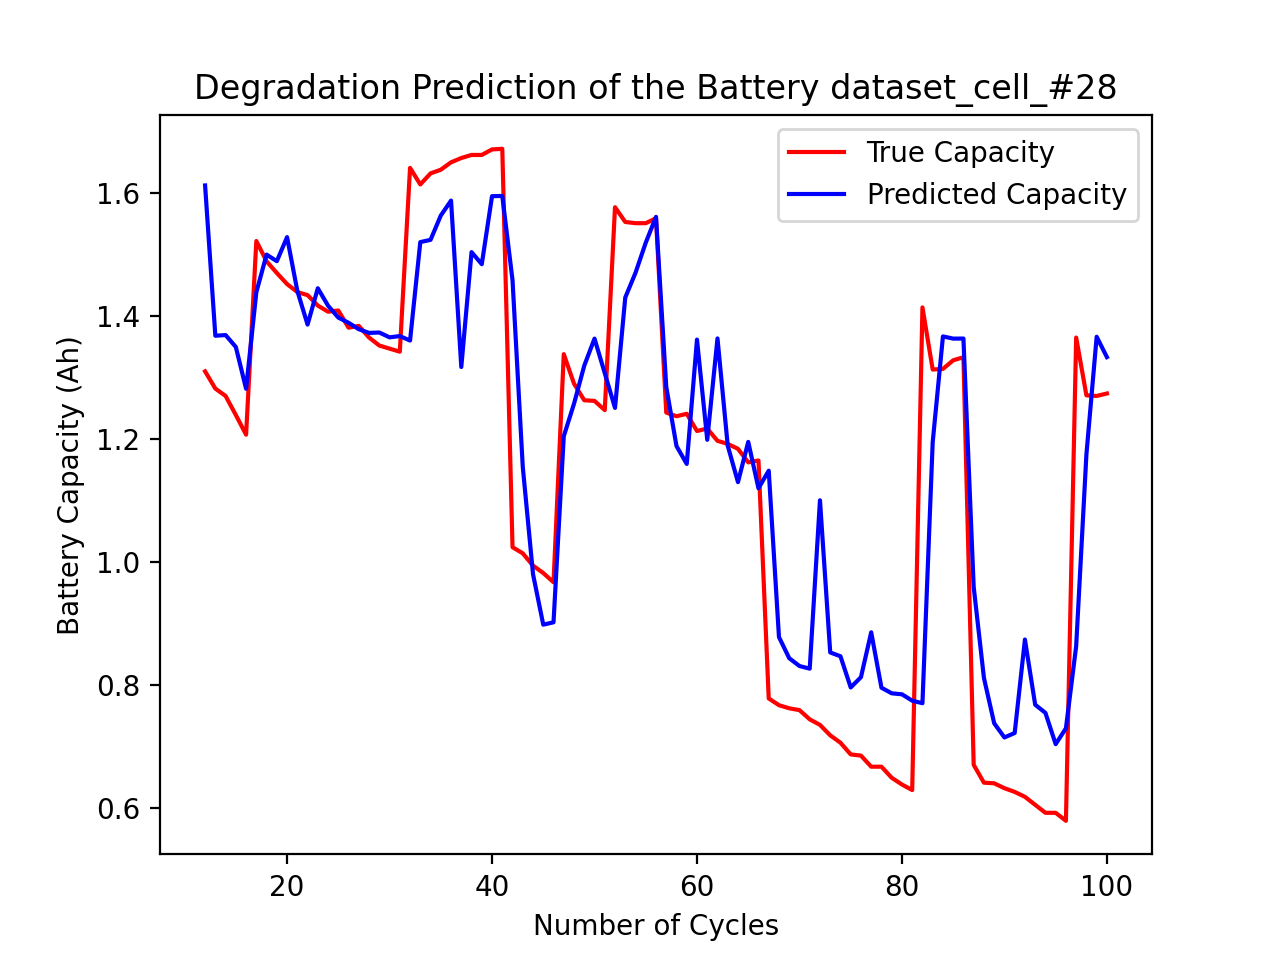 Degradation Prediction of the Battery dataset_cell_#28
True Capacity
Predicted Capacity
Battery Capacity (Ah)
1.6
1.4
1.2
1.0
0.8
0.6
20
40
60
80
100
Number of Cycles